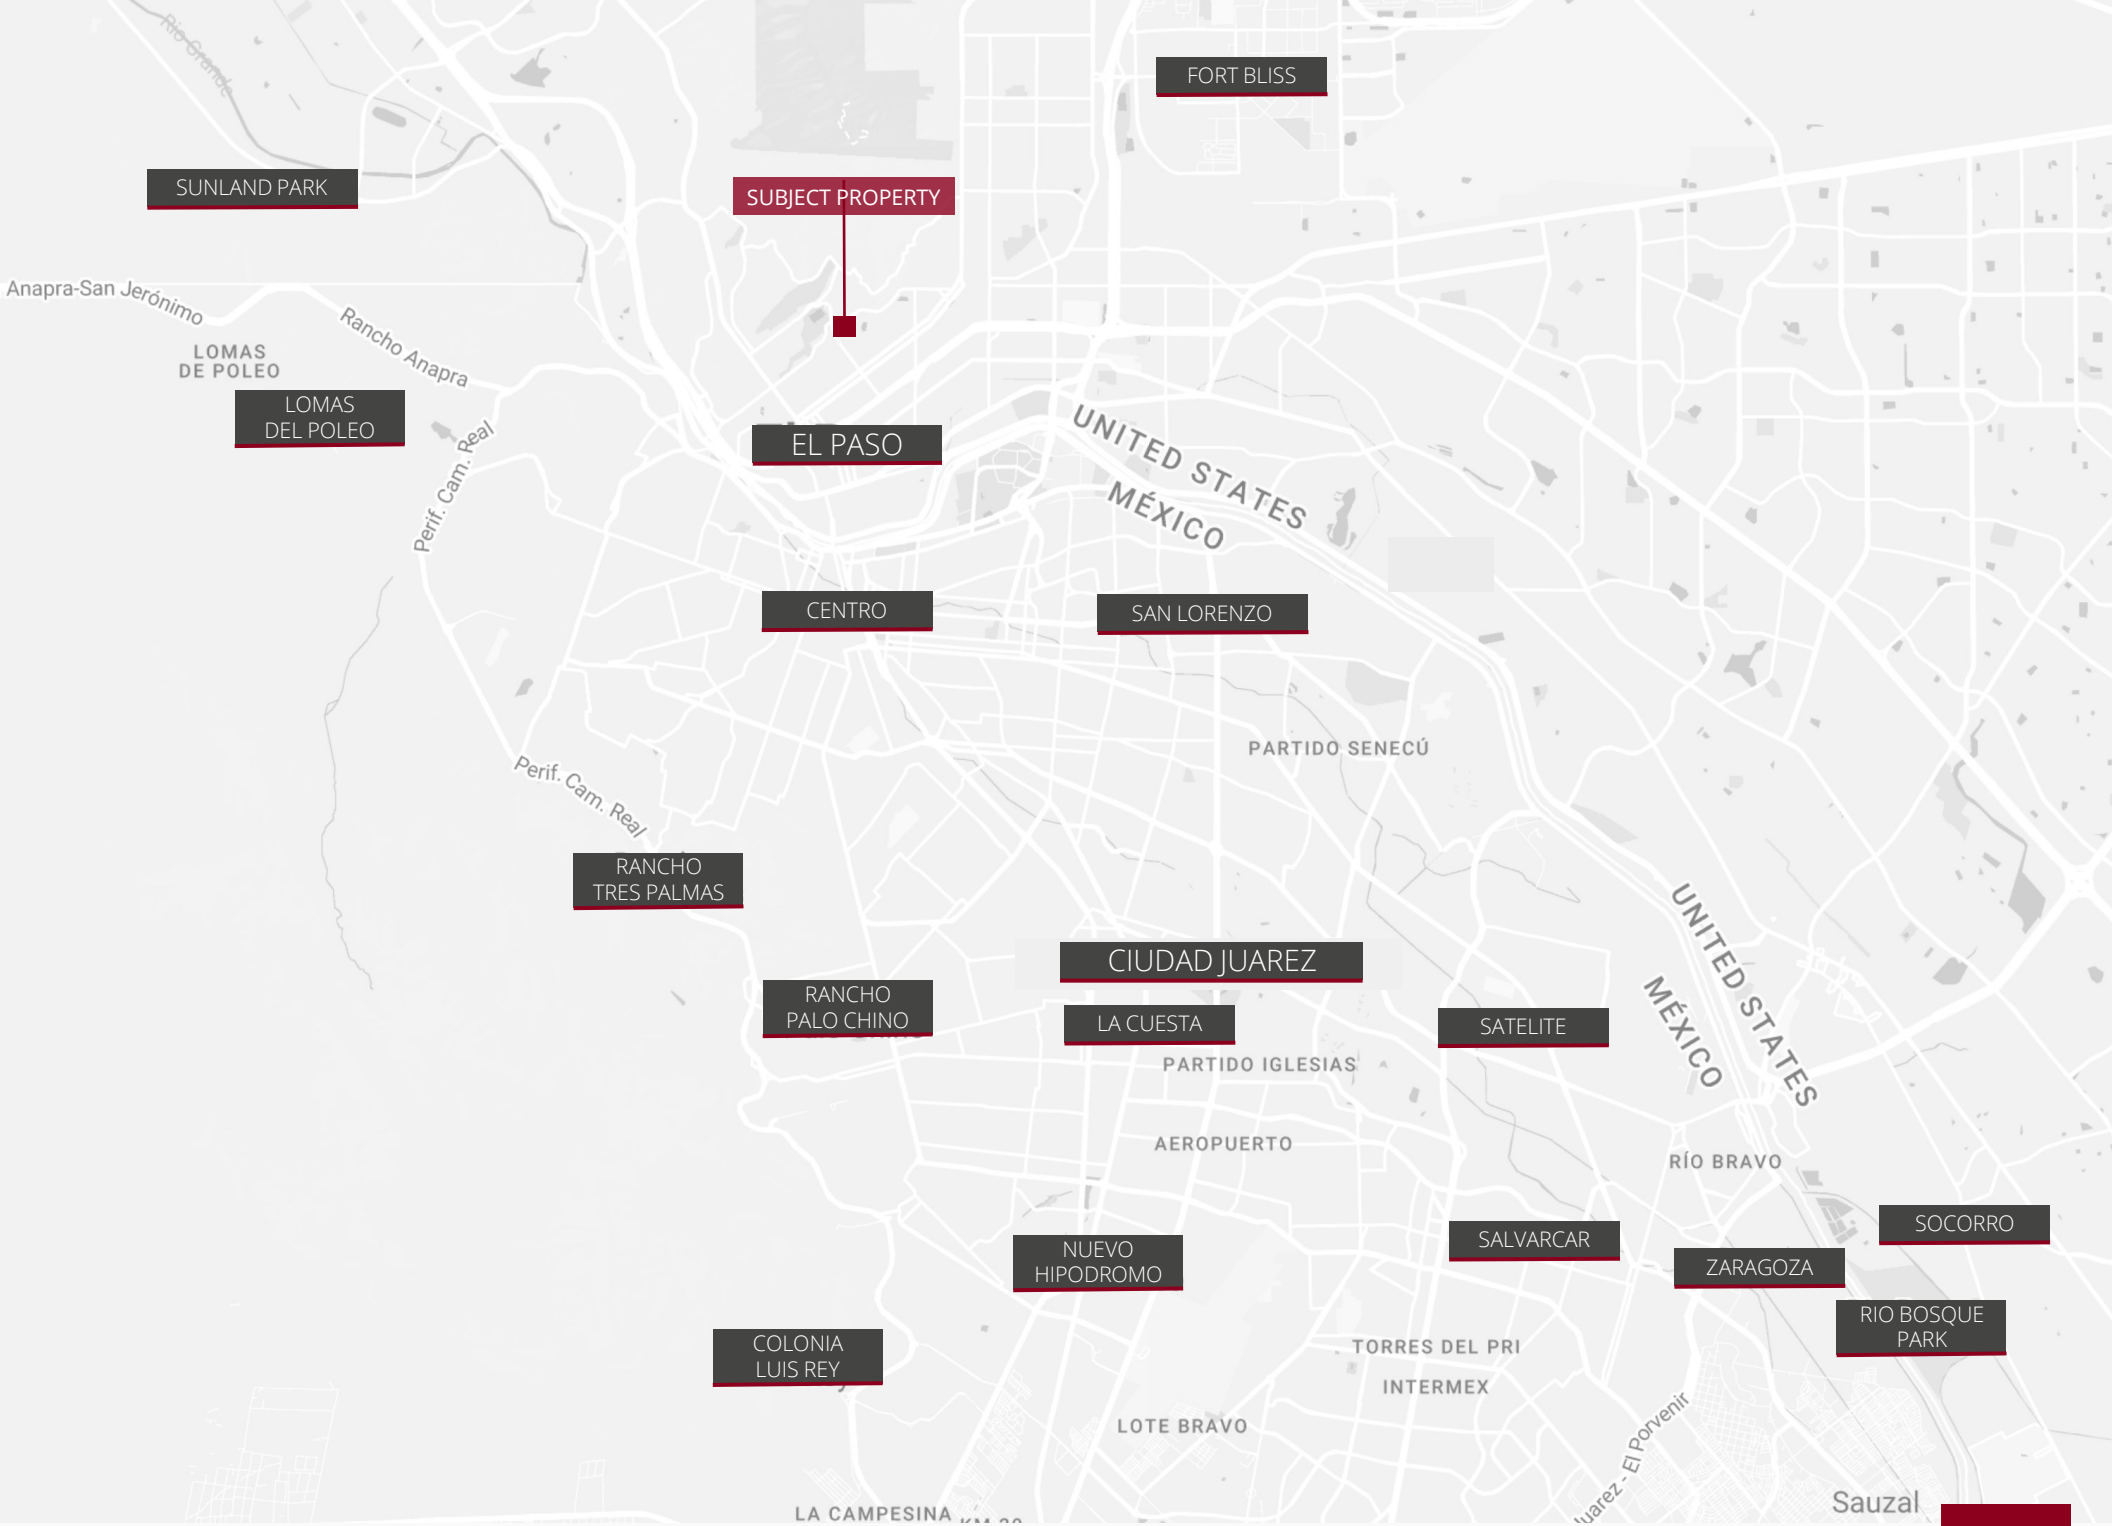 Rio Grande
FORT BLISS
SUNLAND PARK
SUBJECT PROPERTY
Anapra-San Jerónimo
Rancho Anapra
LOMAS
DE POLEO
LOMAS
DEL POLEO
Perif. Cam. Real
EL PASO
UNITED STATES
MÉXICO
CENTRO
SAN LORENZO
PARTIDO SENECÚ
Perif. Cam. Real
RANCHO
TRES PALMAS
UNITED STATES
MÉXICO
CIUDAD JUAREZ
RANCHO
PALO CHINO
LA CUESTA
SATELITE
PARTIDO IGLESIAS
AEROPUERTO
RÍO BRAVO
SOCORRO
SALVARCAR
NUEVO
HIPODROMO
ZARAGOZA
RIO BOSQUE
PARK
COLONIA
LUIS REY
TORRES DEL PRI
INTERMEX
LOTE BRAVO
El Porvenir
Sauzal
LA CAMPESINA